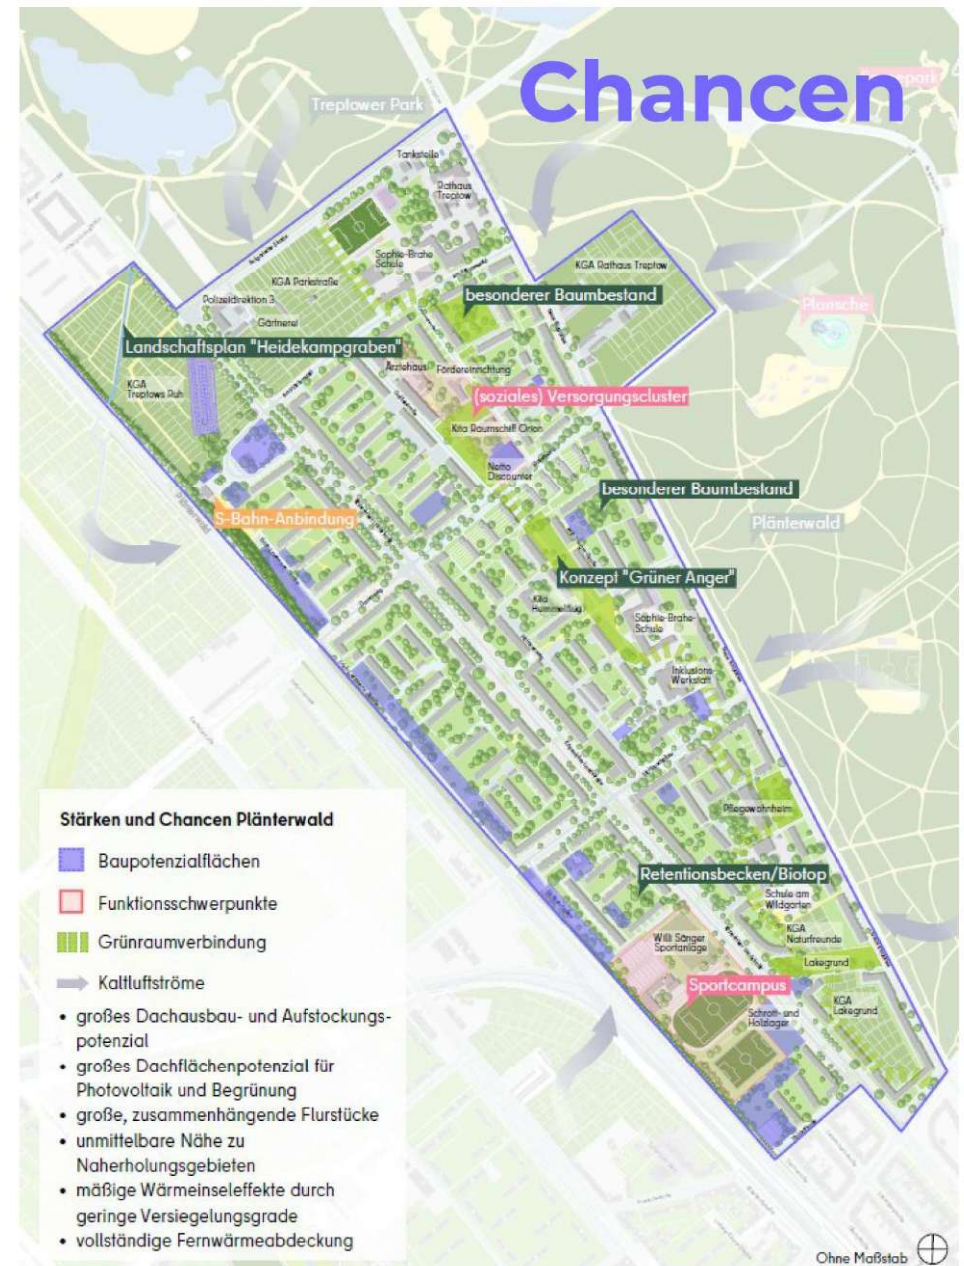 Chancen
Treptower Park
Tankstelle
Rathaus
Treptow
Sophie-Brahe
Schule
KGA Rathaus Treptow
KGA Parkstraße
besonderer Baumbestand
Polizeidirektion 3
Gärtnerei
Plansche
Landschaftsplan "Heidekampgraben"
Ärztehaus
Fördereinrichtung
KGA
Treptows Ruh
(soziales) Versorgungscluster
Kita Raumschiff Orion
Netto
Discounter
besonderer Baumbestand
S-Bahn-Anbindung
Plänterwald
Konzept "Grüner Anger"
Kita
Hummelflug
Sophie-Brahe-
Schule
Inklusions-
Werkstatt
Pflegewohnheim
Retentionsbecken/Biotop
Schule am
Wildgarten
KGA
Naturfreunde
Willi Sänger
Sportanlage
Lakegrund
Sportcampus
KGA
Lakegrund
Schrott- und
Holzlager
Stärken und Chancen Plänterwald
Baupotenzialflächen
Funktionsschwerpunkte
Grünraumverbindung
Kaltluftströme
• großes Dachausbau- und Aufstockungs-
potenzial
• großes Dachflächenpotenzial für
Photovoltaik und Begrünung
• große, zusammenhängende Flurstücke
• unmittelbare Nähe zu
Naherholungsgebieten
• mäßige Wärmeinseleffekte durch
geringe Versiegelungsgrade
• vollständige Fernwärmeabdeckung
Ohne Maßstab